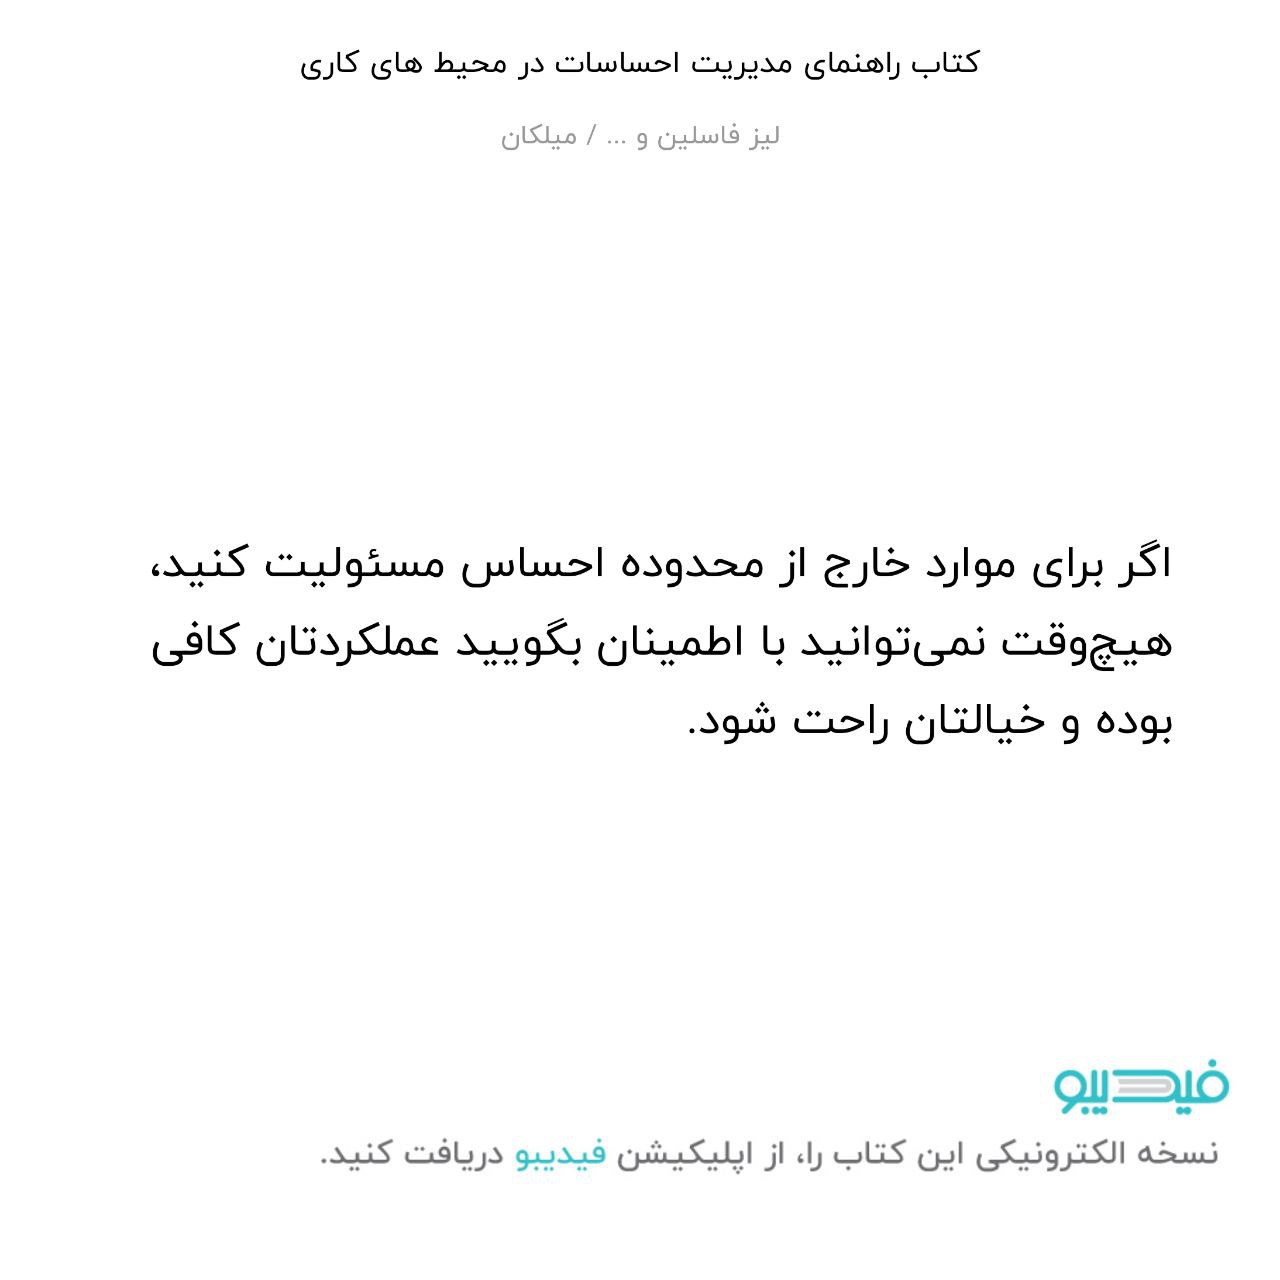 کتاب راهنمای مدیریت احساسات در محیط های کاری
لیز فاسلین و ... / میلکان
اگر برای موارد خارج از محدوده احساس مسئولیت کنید،
هیچ‌وقت نمی‌توانید با اطمینان بگویید عملکردتان کافی
بوده و خیالتان راحت شود.
فیدیبو
نسخه الکترونیکی این کتاب را، از اپلیکیشن فیدیبو دریافت کنید.